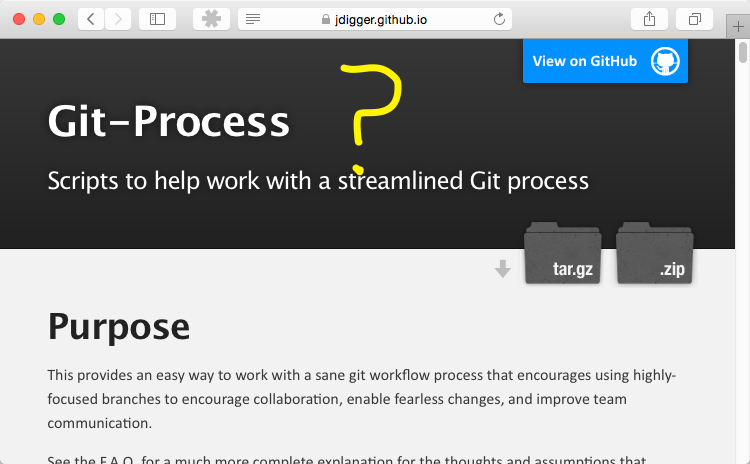 jdigger.github.io
View on GitHub
Git-Process
?
Scripts to help work with a streamlined Git process
tar.gz
.zip
Purpose
This provides an easy way to work with a sane git workflow process that encourages using highly-
focused branches to encourage collaboration, enable fearless changes, and improve team
communication.
See the F.A.Q. for a much more complete explanation for the thoughts and assumptions that